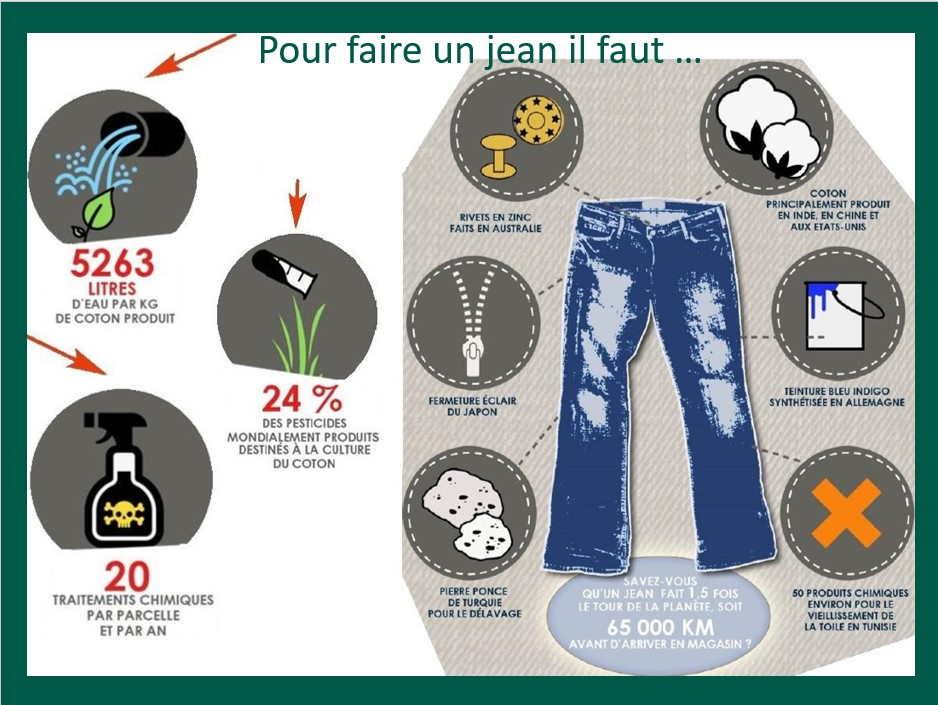 Pour faire un jean il faut ...
5263
LITRES
D'EAU PAR KG
DE COTON PRODUIT
24 %
DES PESTICIDES
MONDIALEMENT PRODUITS
DESTINÉS À LA CULTURE
DU COTON
20
TRAITEMENTS CHIMIQUES
PAR PARCELLE
ET PAR AN
RIVETS EN ZINC
FAITS EN AUSTRALIE
COTON
PRINCIPALEMENT PRODUIT
EN INDE, EN CHINE ET
AUX ETATS-UNIS
FERMETURE ÉCLAIR
DU JAPON
TEINTURE BLEU INDIGO
SYNTHÉTISÉE EN ALLEMAGNE
PIERRE PONCE
DE TURQUIE
POUR LE DÉLAVAGE
50 PRODUITS CHIMIQUES
ENVIRON POUR LE
VIEILLISSEMENT DE
LA TOILE EN TUNISIE
SAVEZ-VOUS
QU'UN JEAN FAIT 1,5 FOIS
LE TOUR DE LA PLANÈTE, SOIT
65 000 KM
AVANT D'ARRIVER EN MAGASIN ?